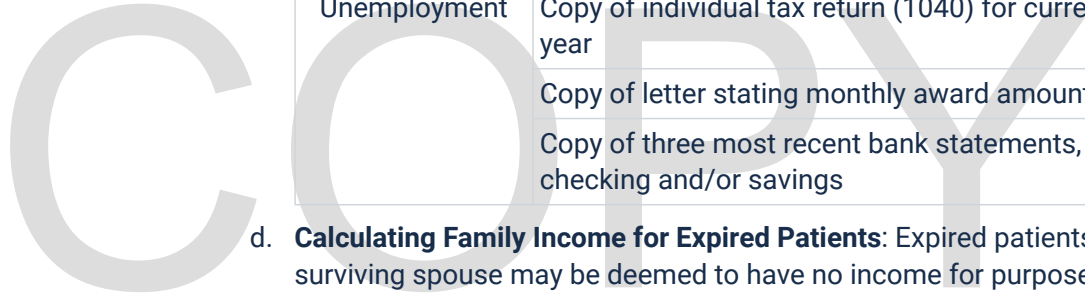 COPY
Unemployment Copy of individual tax return (1040) for curre
year
Copy of letter stating monthly award amount
Copy of three most recent bank statements,
checking and/or savings
d. Calculating Family Income for Expired Patients: Expired patients
surviving spouse may be deemed to have no income for purpose